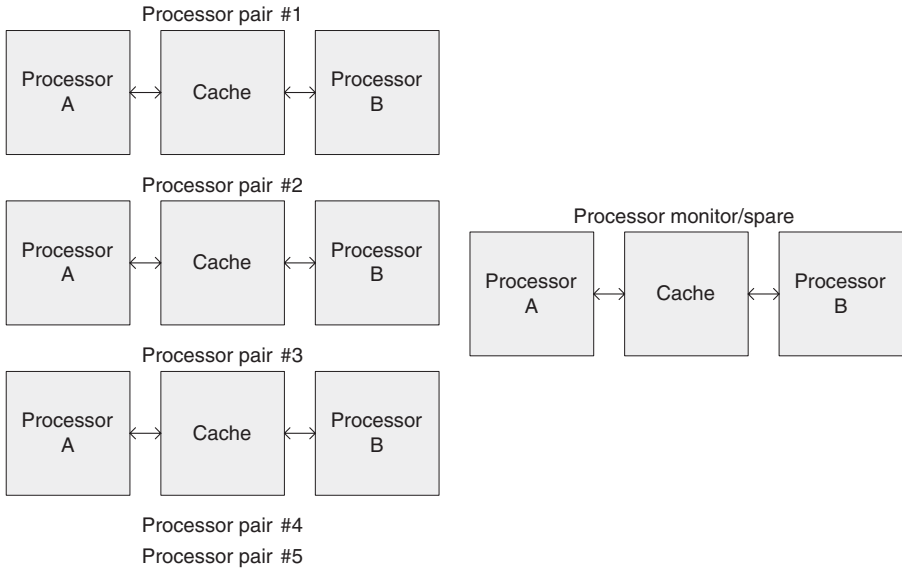 Processor pair #1
Processor
A
Cache
Processor
B
Processor pair #2
Processor
A
Cache
Processor
B
Processor pair #3
Processor
A
Cache
Processor
B
Processor pair #4
Processor pair #5
Processor monitor/spare
Processor
A
Cache
Processor
B